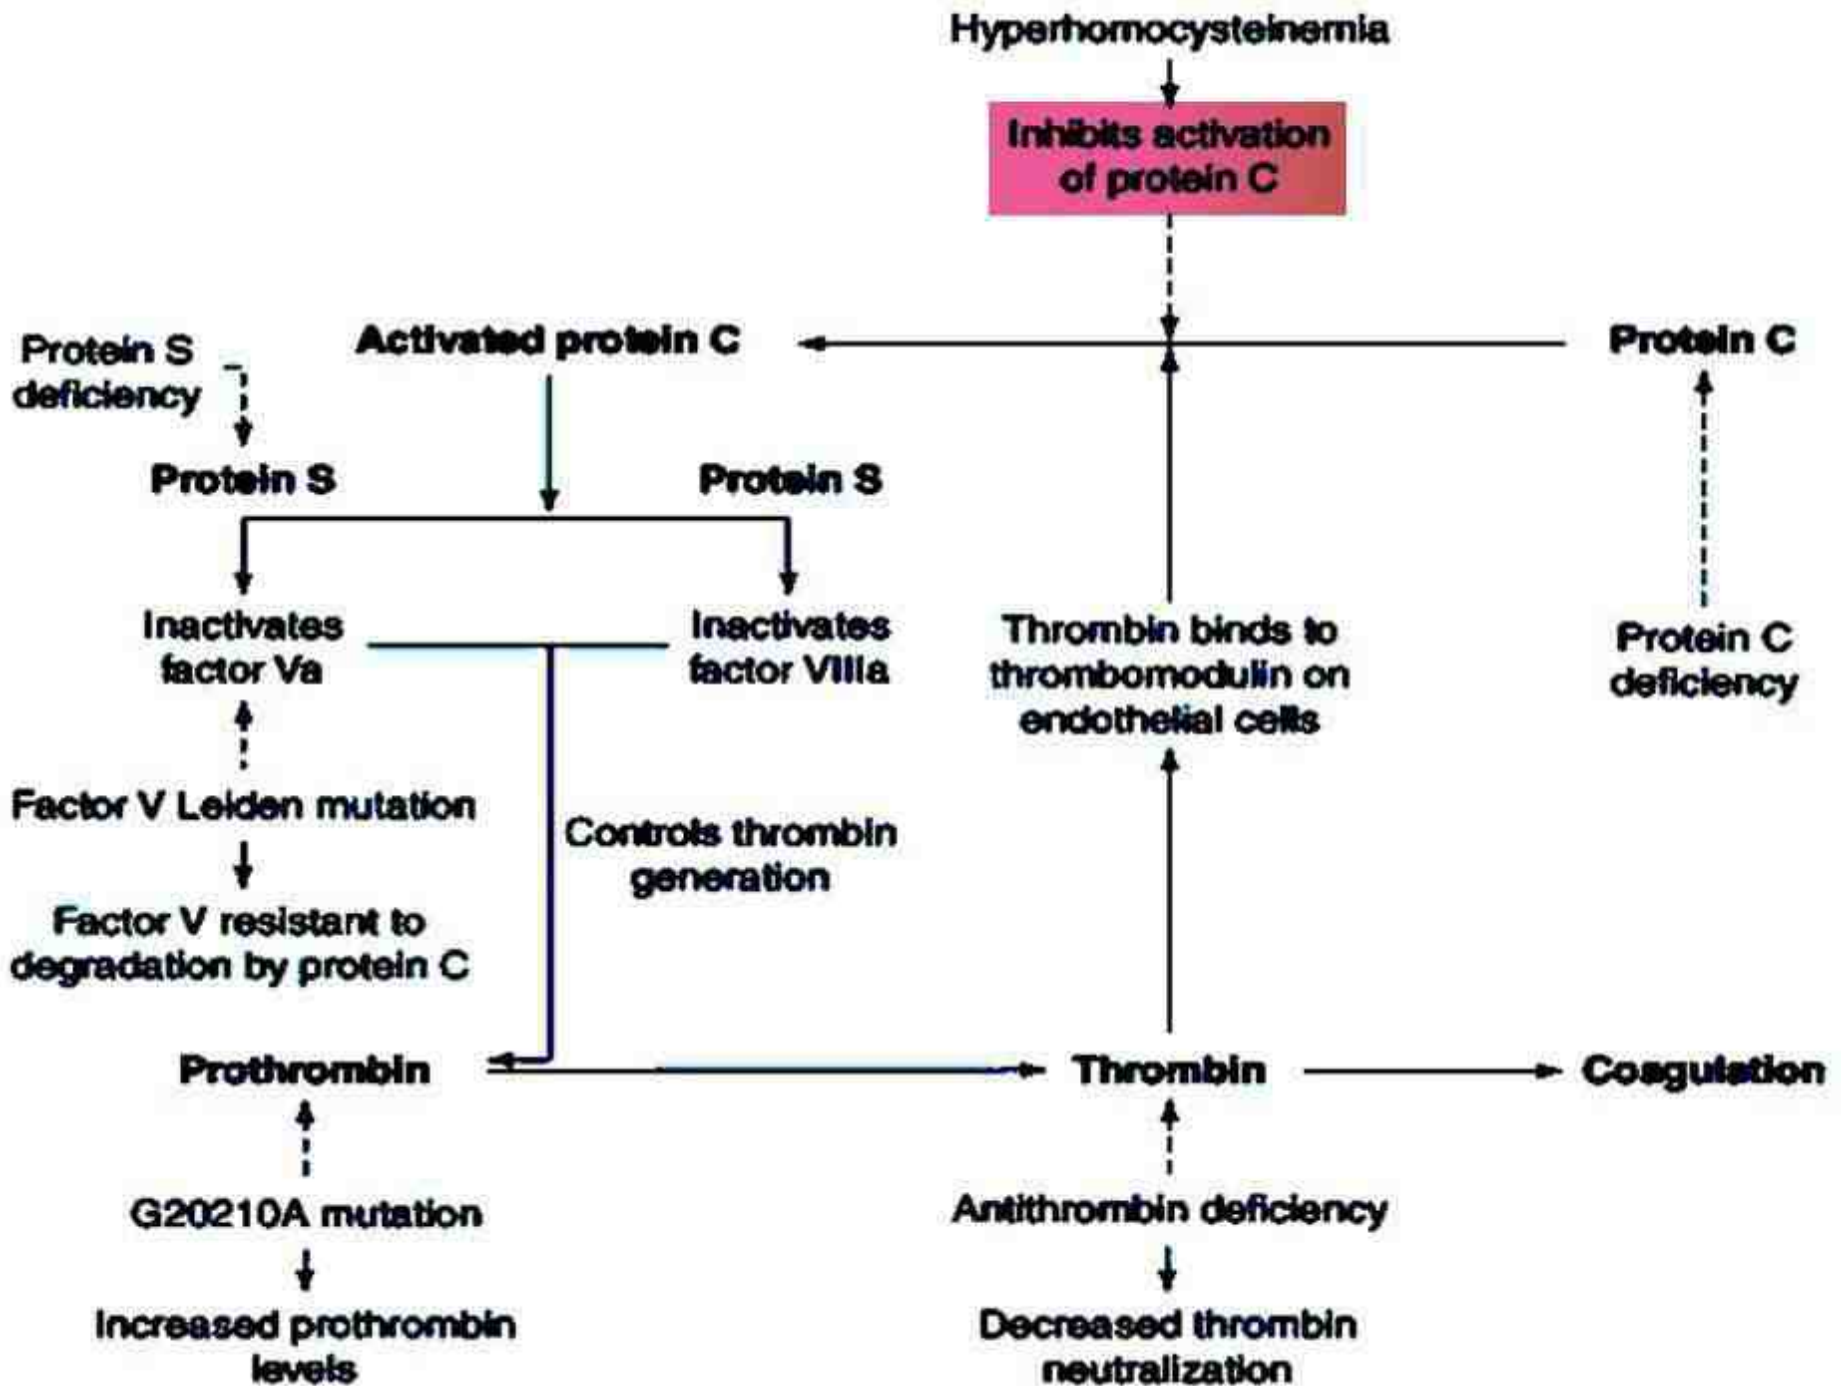 Hyperhomocysteinemia
Inhibits activation
of protein C
Protein S
deficiency
Activated protein C
Protein C
Protein S
Protein S
Inactivates
factor Va
Inactivates
factor VIIIa
Thrombin binds to
thrombomodulin on
endothelial cells
Protein C
deficiency
Factor V Leiden mutation
Controls thrombin
generation
Factor V resistant to
degradation by protein C
Prothrombin
Thrombin
Coagulation
G20210A mutation
Antithrombin deficiency
Increased prothrombin
levels
Decreased thrombin
neutralization